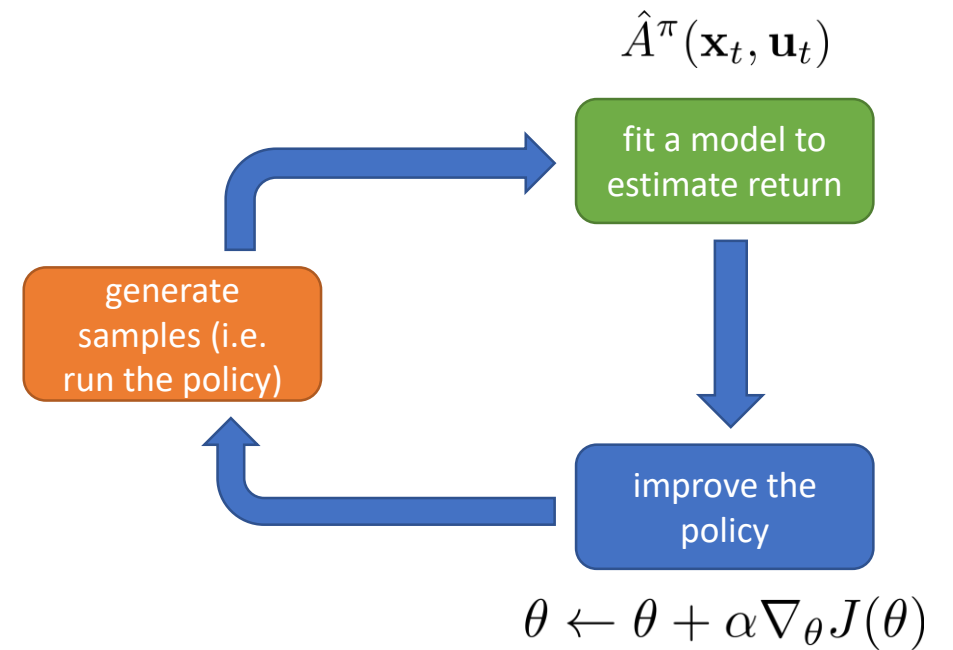 Â^π(x_t, u_t)
fit a model to
estimate return
generate
samples (i.e.
run the policy)
improve the
policy
θ ← θ + α∇_θ J(θ)